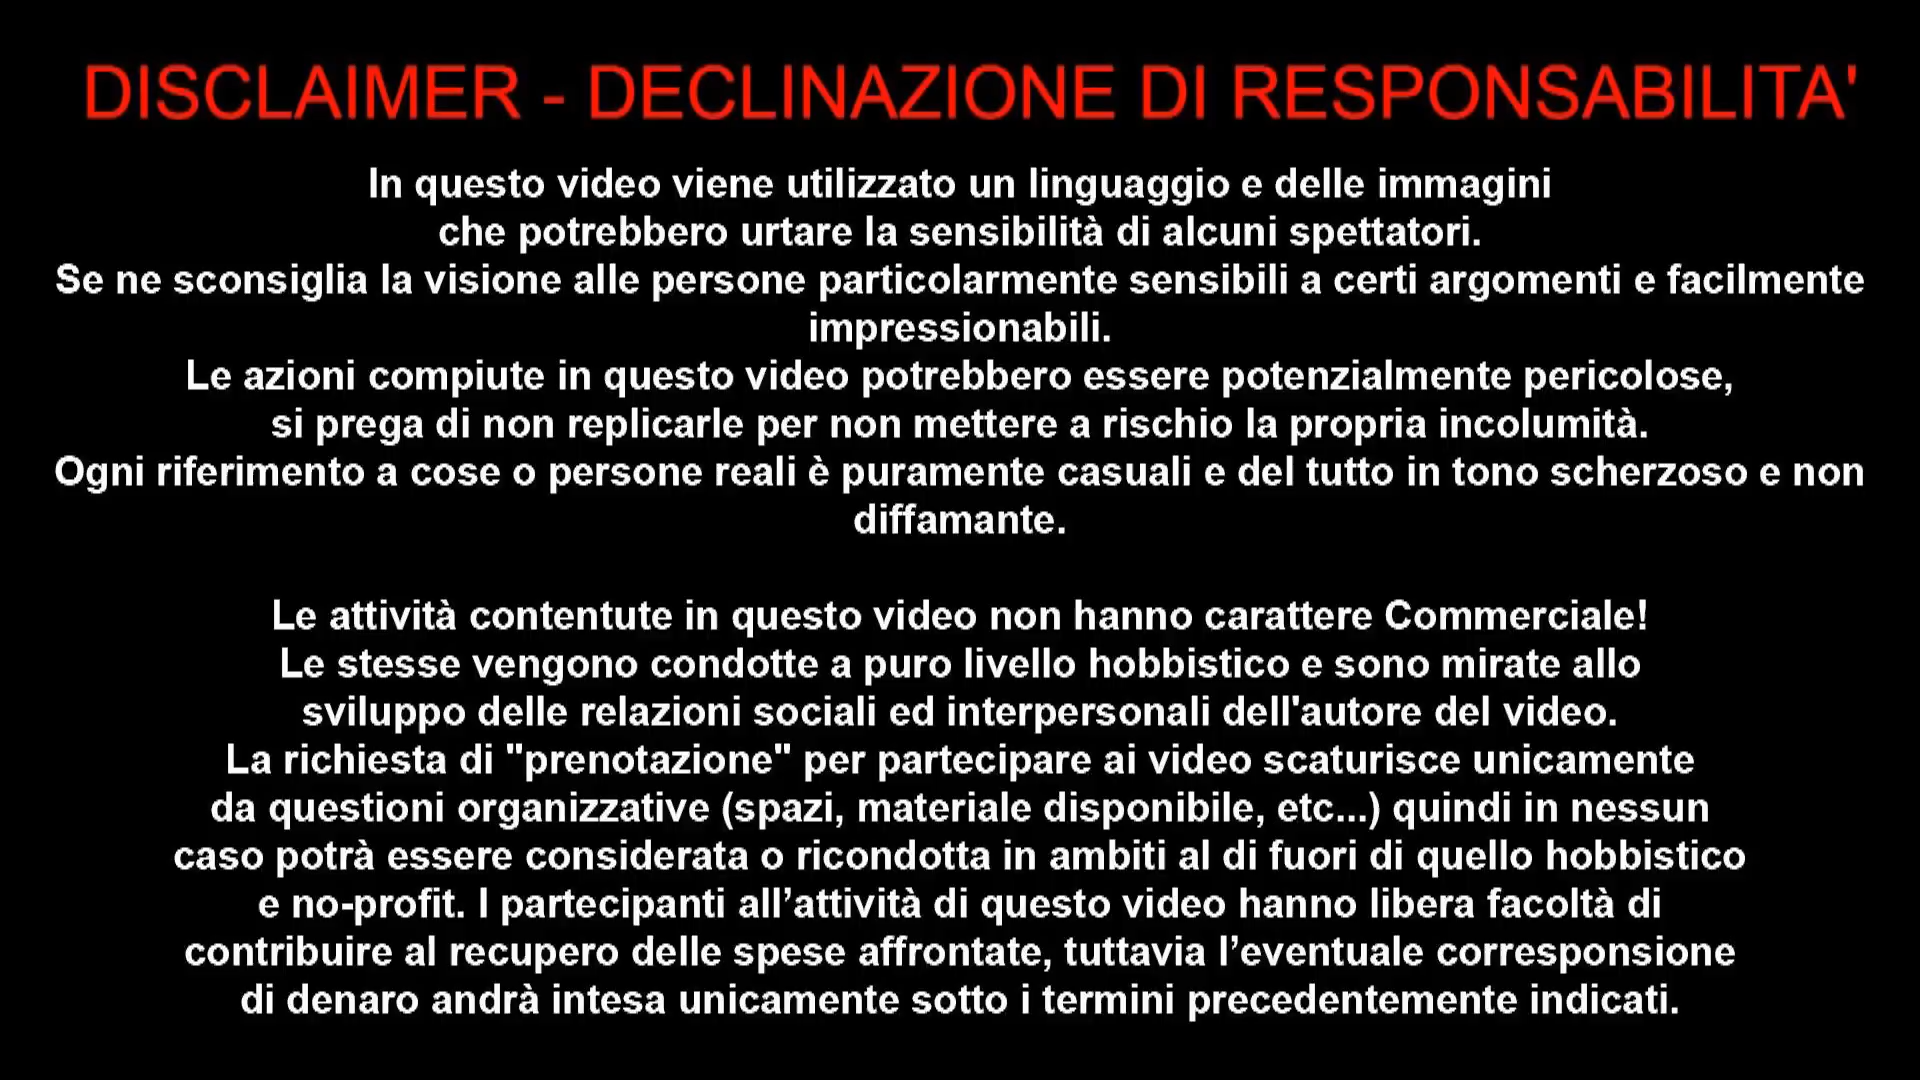 DISCLAIMER - DECLINAZIONE DI RESPONSABILITA'
In questo video viene utilizzato un linguaggio e delle immagini
che potrebbero urtare la sensibilità di alcuni spettatori.
Se ne sconsiglia la visione alle persone particolarmente sensibili a certi argomenti e facilmente
impressionabili.
Le azioni compiute in questo video potrebbero essere potenzialmente pericolose,
si prega di non replicarle per non mettere a rischio la propria incolumità.
Ogni riferimento a cose o persone reali è puramente casuali e del tutto in tono scherzoso e non
diffamante.
Le attività contentute in questo video non hanno carattere Commerciale!
Le stesse vengono condotte a puro livello hobbistico e sono mirate allo
sviluppo delle relazioni sociali ed interpersonali dell'autore del video.
La richiesta di "prenotazione" per partecipare ai video scaturisce unicamente
da questioni organizzative (spazi, materiale disponibile, etc...) quindi in nessun
caso potrà essere considerata o ricondotta in ambiti al di fuori di quello hobbistico
e no-profit. I partecipanti all’attività di questo video hanno libera facoltà di
contribuire al recupero delle spese affrontate, tuttavia l’eventuale corresponsione
di denaro andrà intesa unicamente sotto i termini precedentemente indicati.